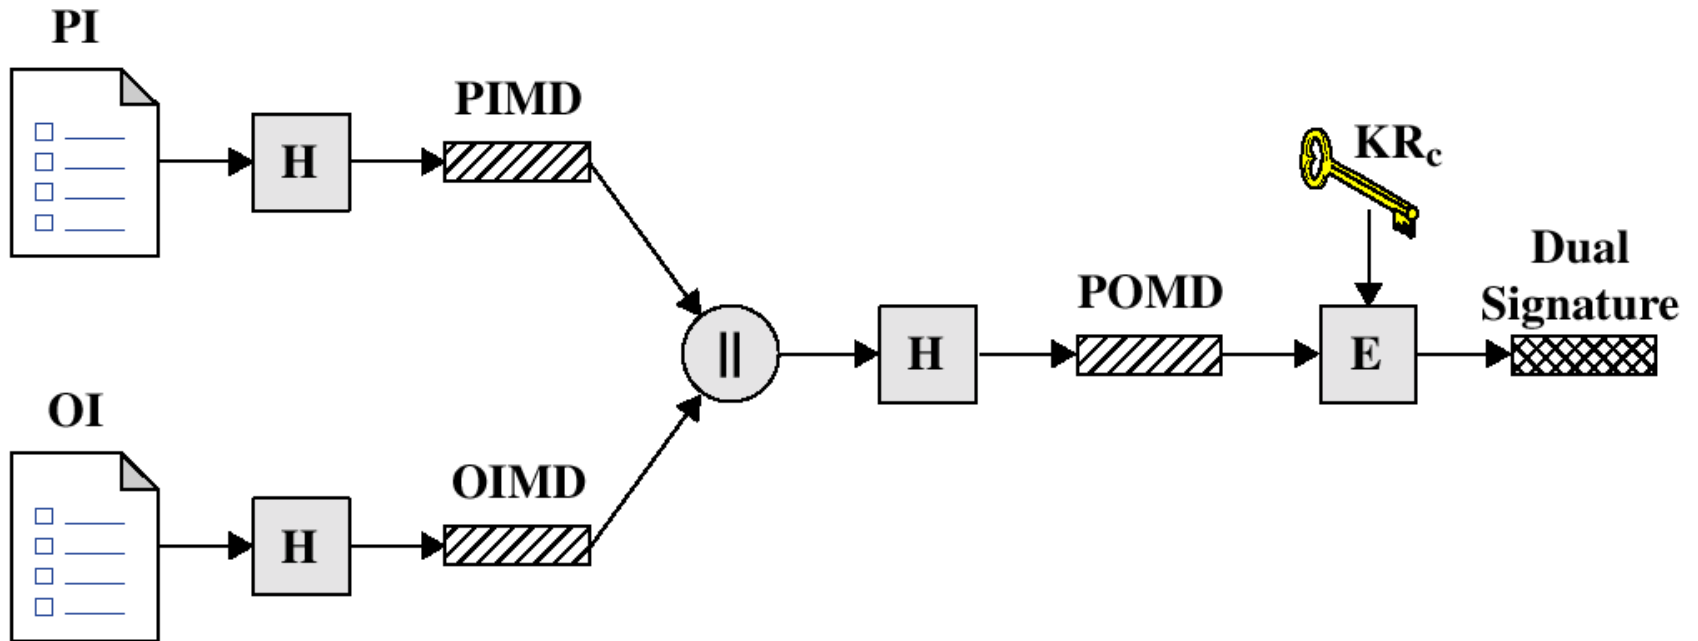 PI
H
PIMD
||
H
POMD
KRc
E
Dual
Signature
OI
H
OIMD